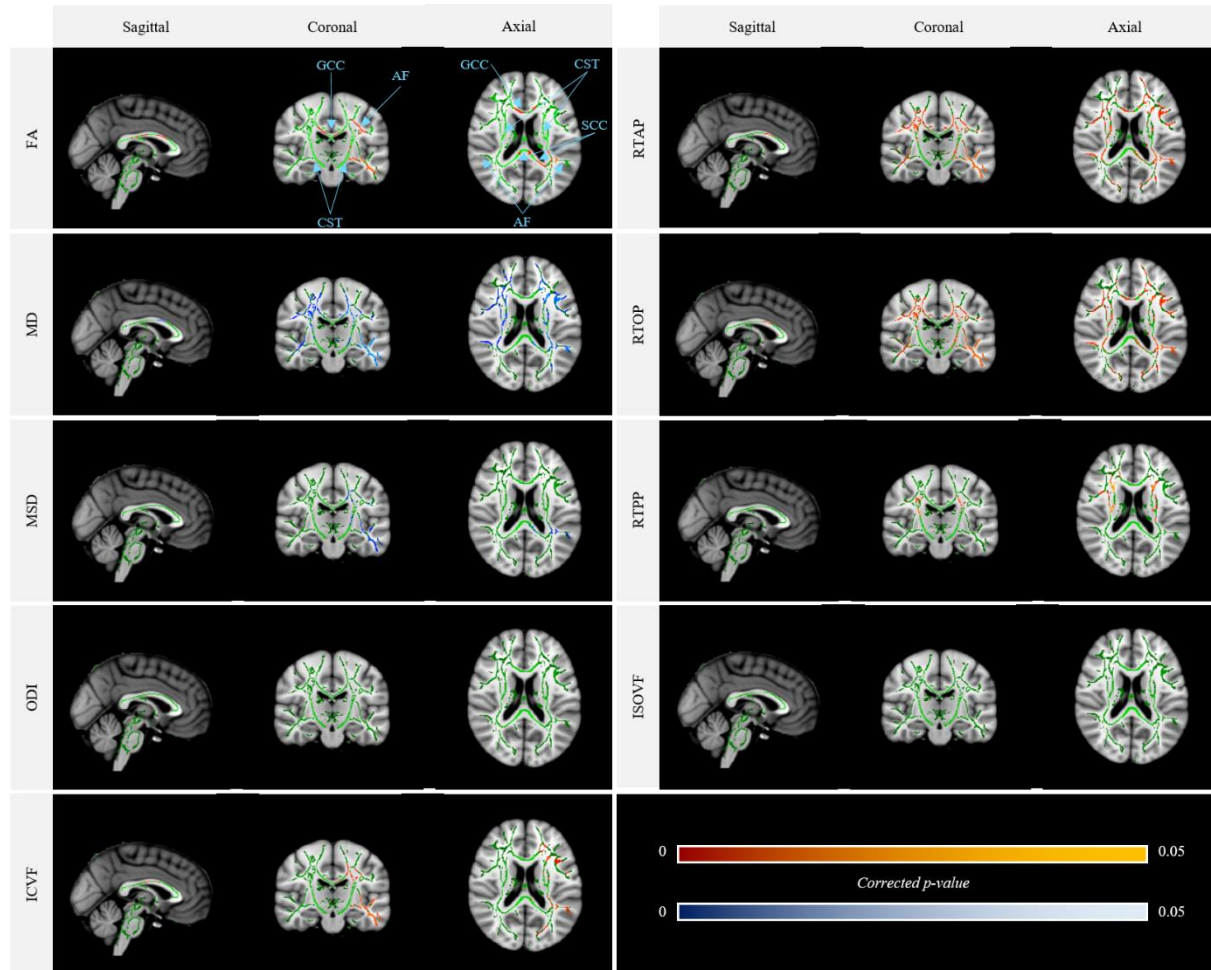 Sagittal Coronal Axial
Sagittal Coronal Axial
FA
GCC
AF
CST
GCC
CST
SCC
AF
RTAP
MD
RTOP
MSD
RTPP
ODI
ISOVF
ICVF
0 0.05
Corrected p-value
0 0.05